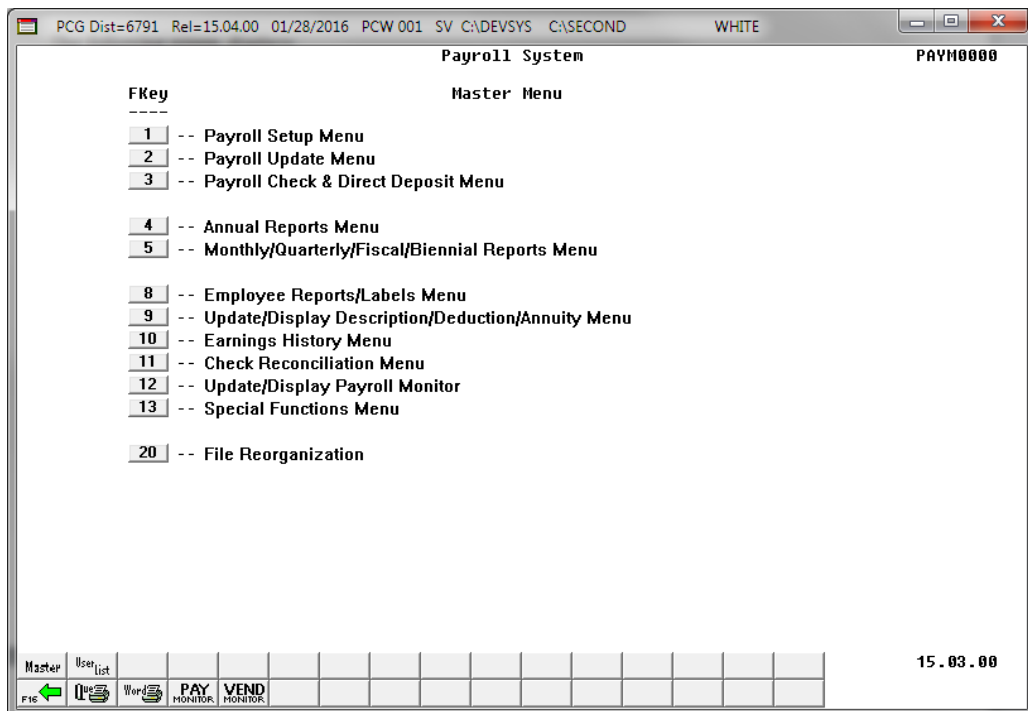 PCG Dist=6791 Rel=15.04.00 01/28/2016 PCW 001 SV C:\DEVSYS C:\SECOND WHITE
Payroll System PAYM0000
FKey Master Menu
----
1 -- Payroll Setup Menu
2 -- Payroll Update Menu
3 -- Payroll Check & Direct Deposit Menu
4 -- Annual Reports Menu
5 -- Monthly/Quarterly/Fiscal/Biennial Reports Menu
8 -- Employee Reports/Labels Menu
9 -- Update/Display Description/Deduction/Annuity Menu
10 -- Earnings History Menu
11 -- Check Reconciliation Menu
12 -- Update/Display Payroll Monitor
13 -- Special Functions Menu
20 -- File Reorganization
Master User List 15.03.00
F16 Que Word PAY MONITOR VEND MONITOR